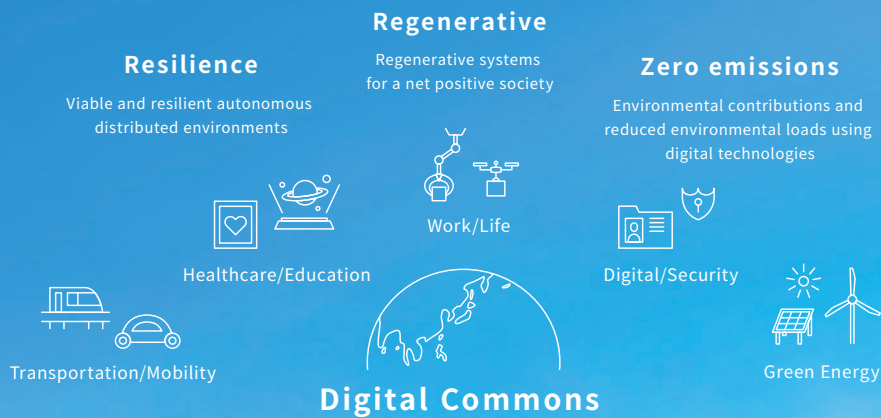 Regenerative
Regenerative systems
for a net positive society
Resilience
Viable and resilient autonomous
distributed environments
Zero emissions
Environmental contributions and
reduced environmental loads using
digital technologies
Work/Life
Healthcare/Education
Digital/Security
Transportation/Mobility
Green Energy
Digital Commons